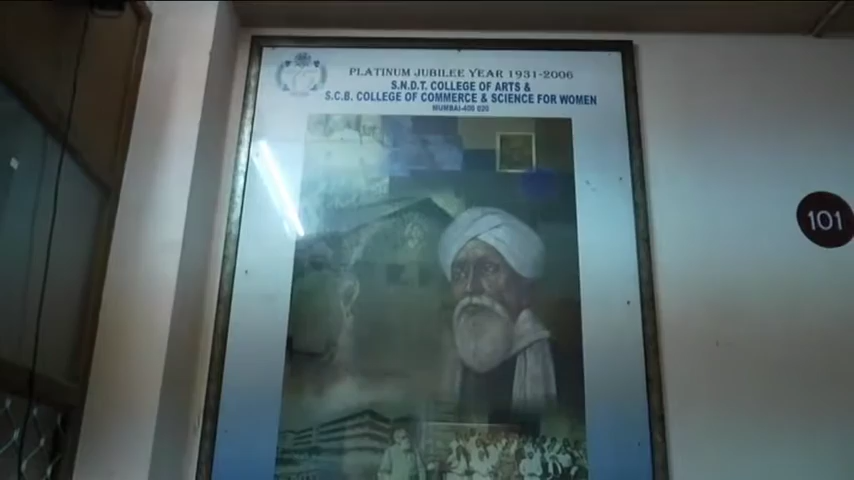 PLATINUM JUBILEE YEAR 1931-2006
S.N.D.T. COLLEGE OF ARTS &
S.C.B. COLLEGE OF COMMERCE & SCIENCE FOR WOMEN
MUMBAI-400 020
101